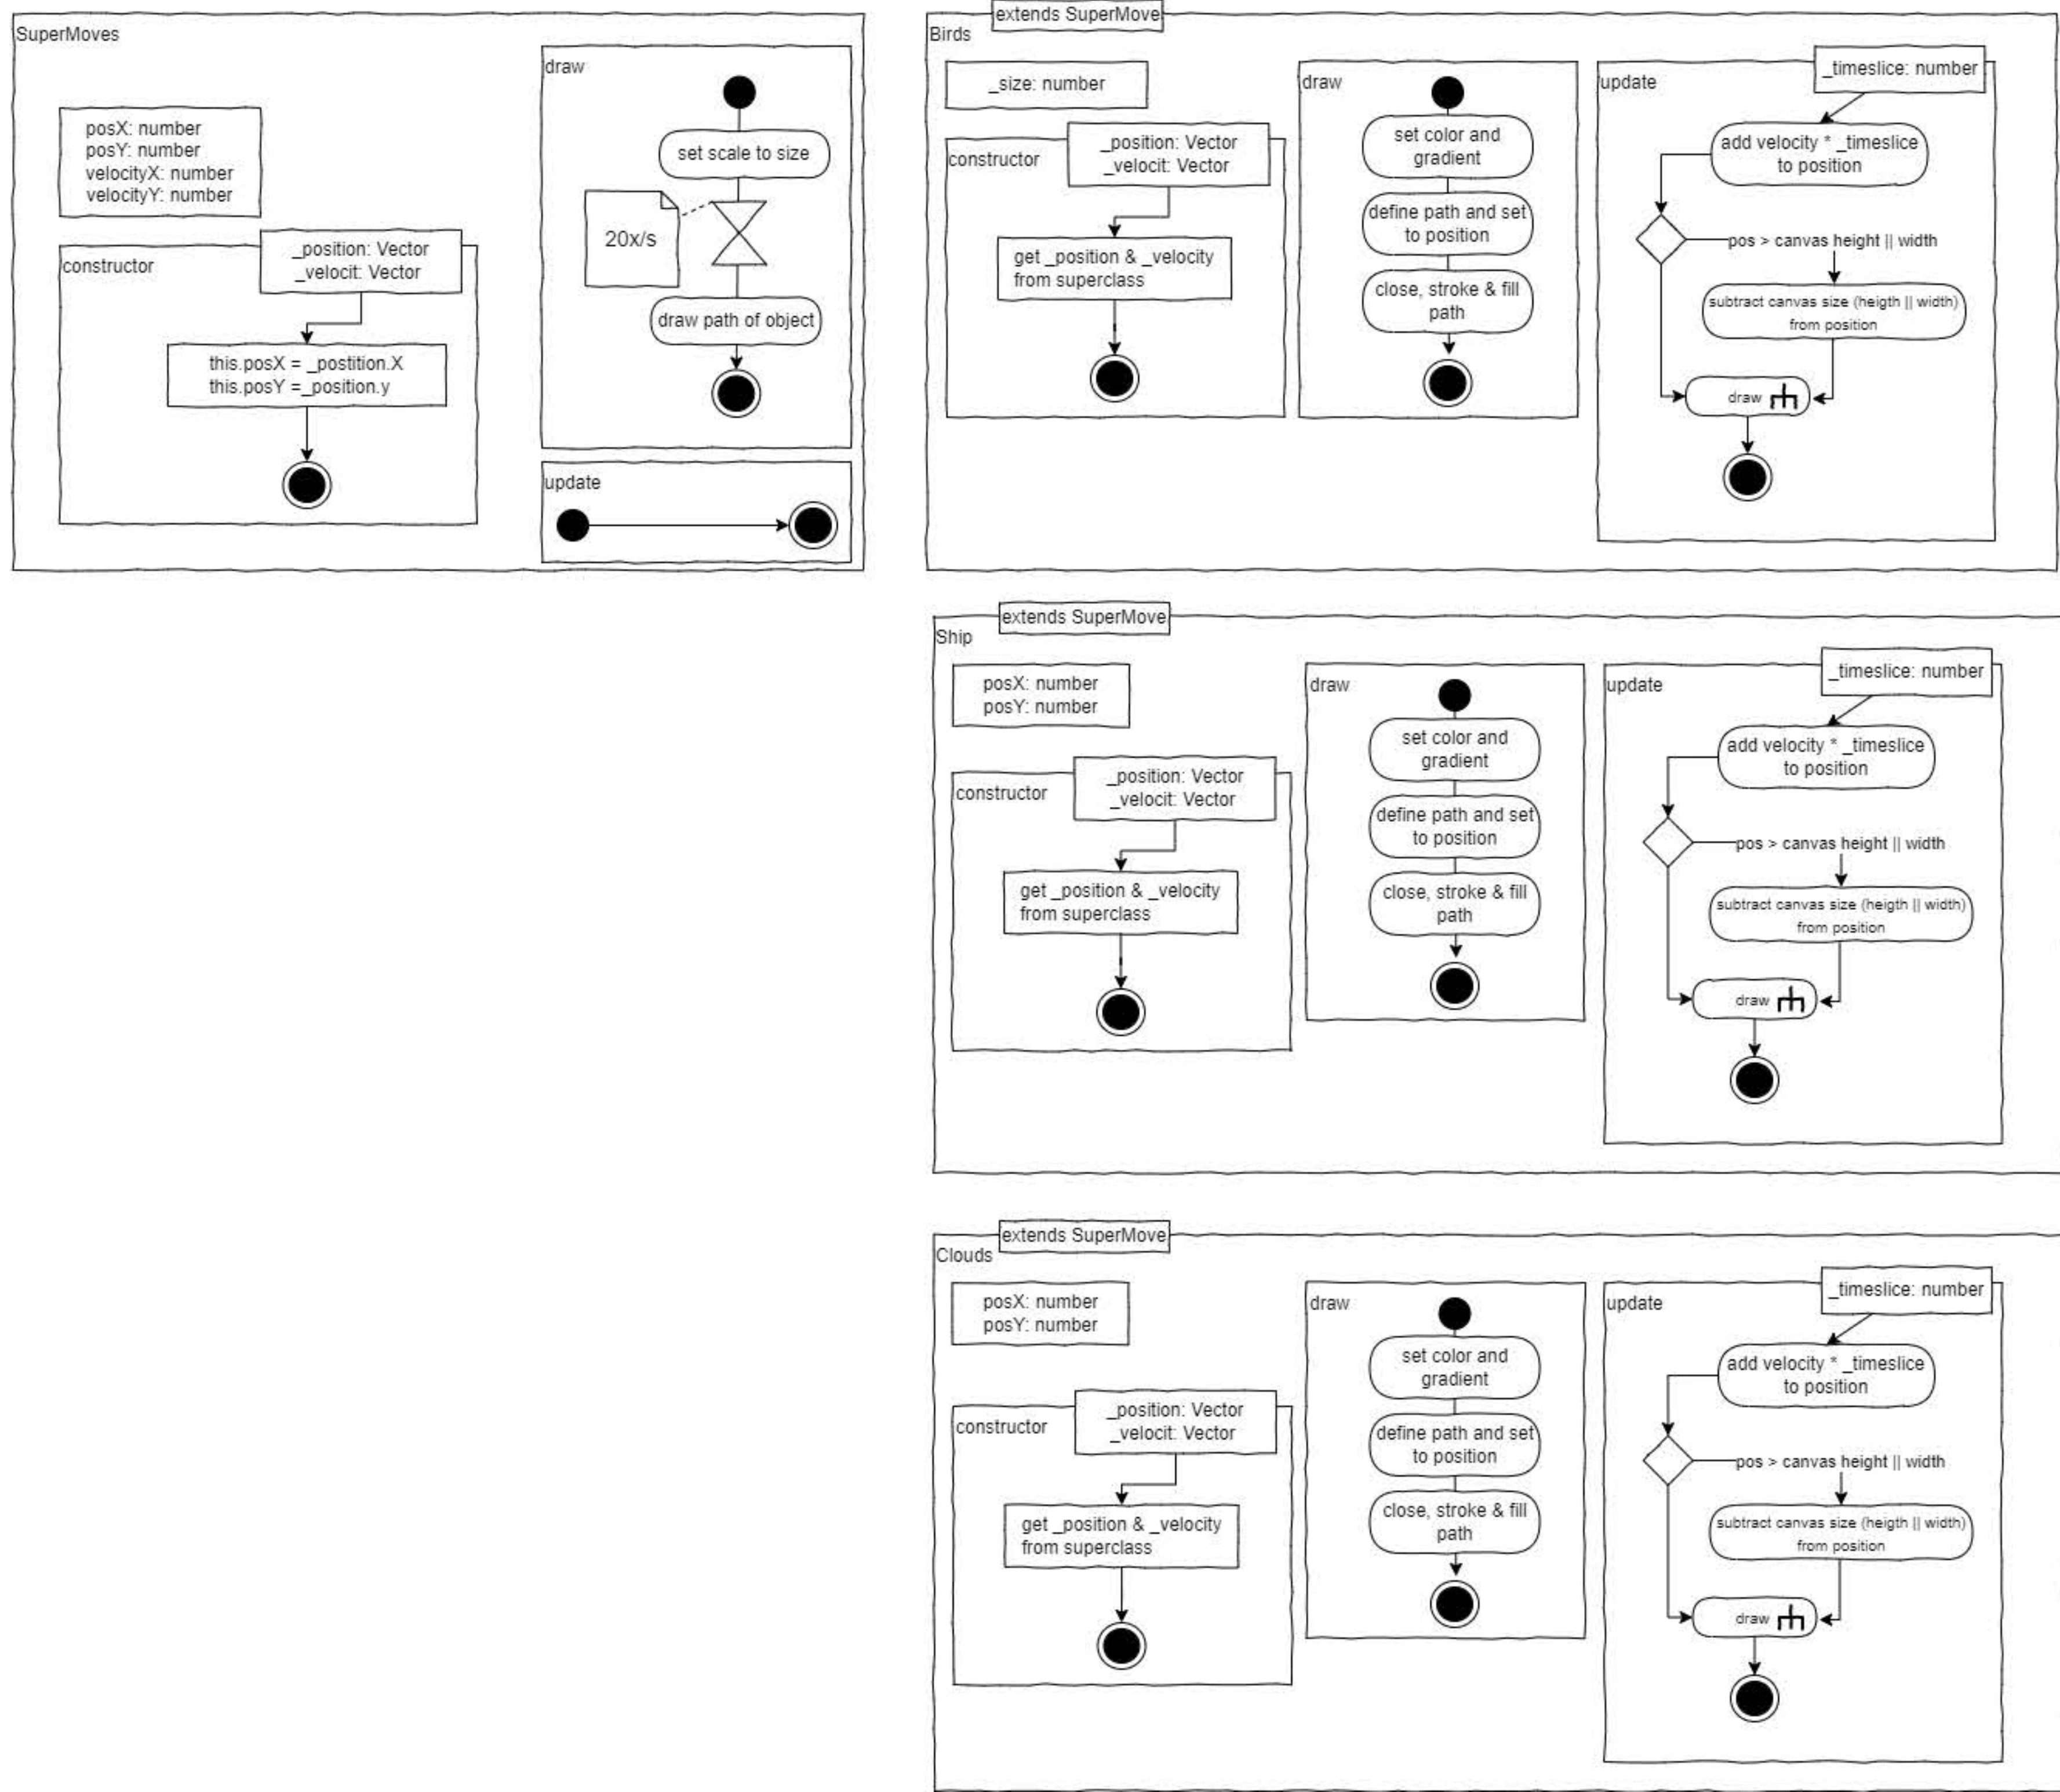 SuperMoves
posX: number
posY: number
velocityX: number
velocityY: number
constructor
_position: Vector
_velocit: Vector
this.posX = _postition.X
this.posY =_position.y
draw
set scale to size
20x/s
draw path of object
update
extends SuperMove
Birds
_size: number
constructor
_position: Vector
_velocit: Vector
get _position & _velocity
from superclass
draw
set color and
gradient
define path and set
to position
close, stroke & fill
path
update
_timeslice: number
add velocity * _timeslice
to position
pos > canvas height || width
subtract canvas size (heigth || width)
from position
draw
extends SuperMove
Ship
posX: number
posY: number
constructor
_position: Vector
_velocit: Vector
get _position & _velocity
from superclass
draw
set color and
gradient
define path and set
to position
close, stroke & fill
path
update
_timeslice: number
add velocity * _timeslice
to position
pos > canvas height || width
subtract canvas size (heigth || width)
from position
draw
extends SuperMove
Clouds
posX: number
posY: number
constructor
_position: Vector
_velocit: Vector
get _position & _velocity
from superclass
draw
set color and
gradient
define path and set
to position
close, stroke & fill
path
update
_timeslice: number
add velocity * _timeslice
to position
pos > canvas height || width
subtract canvas size (heigth || width)
from position
draw